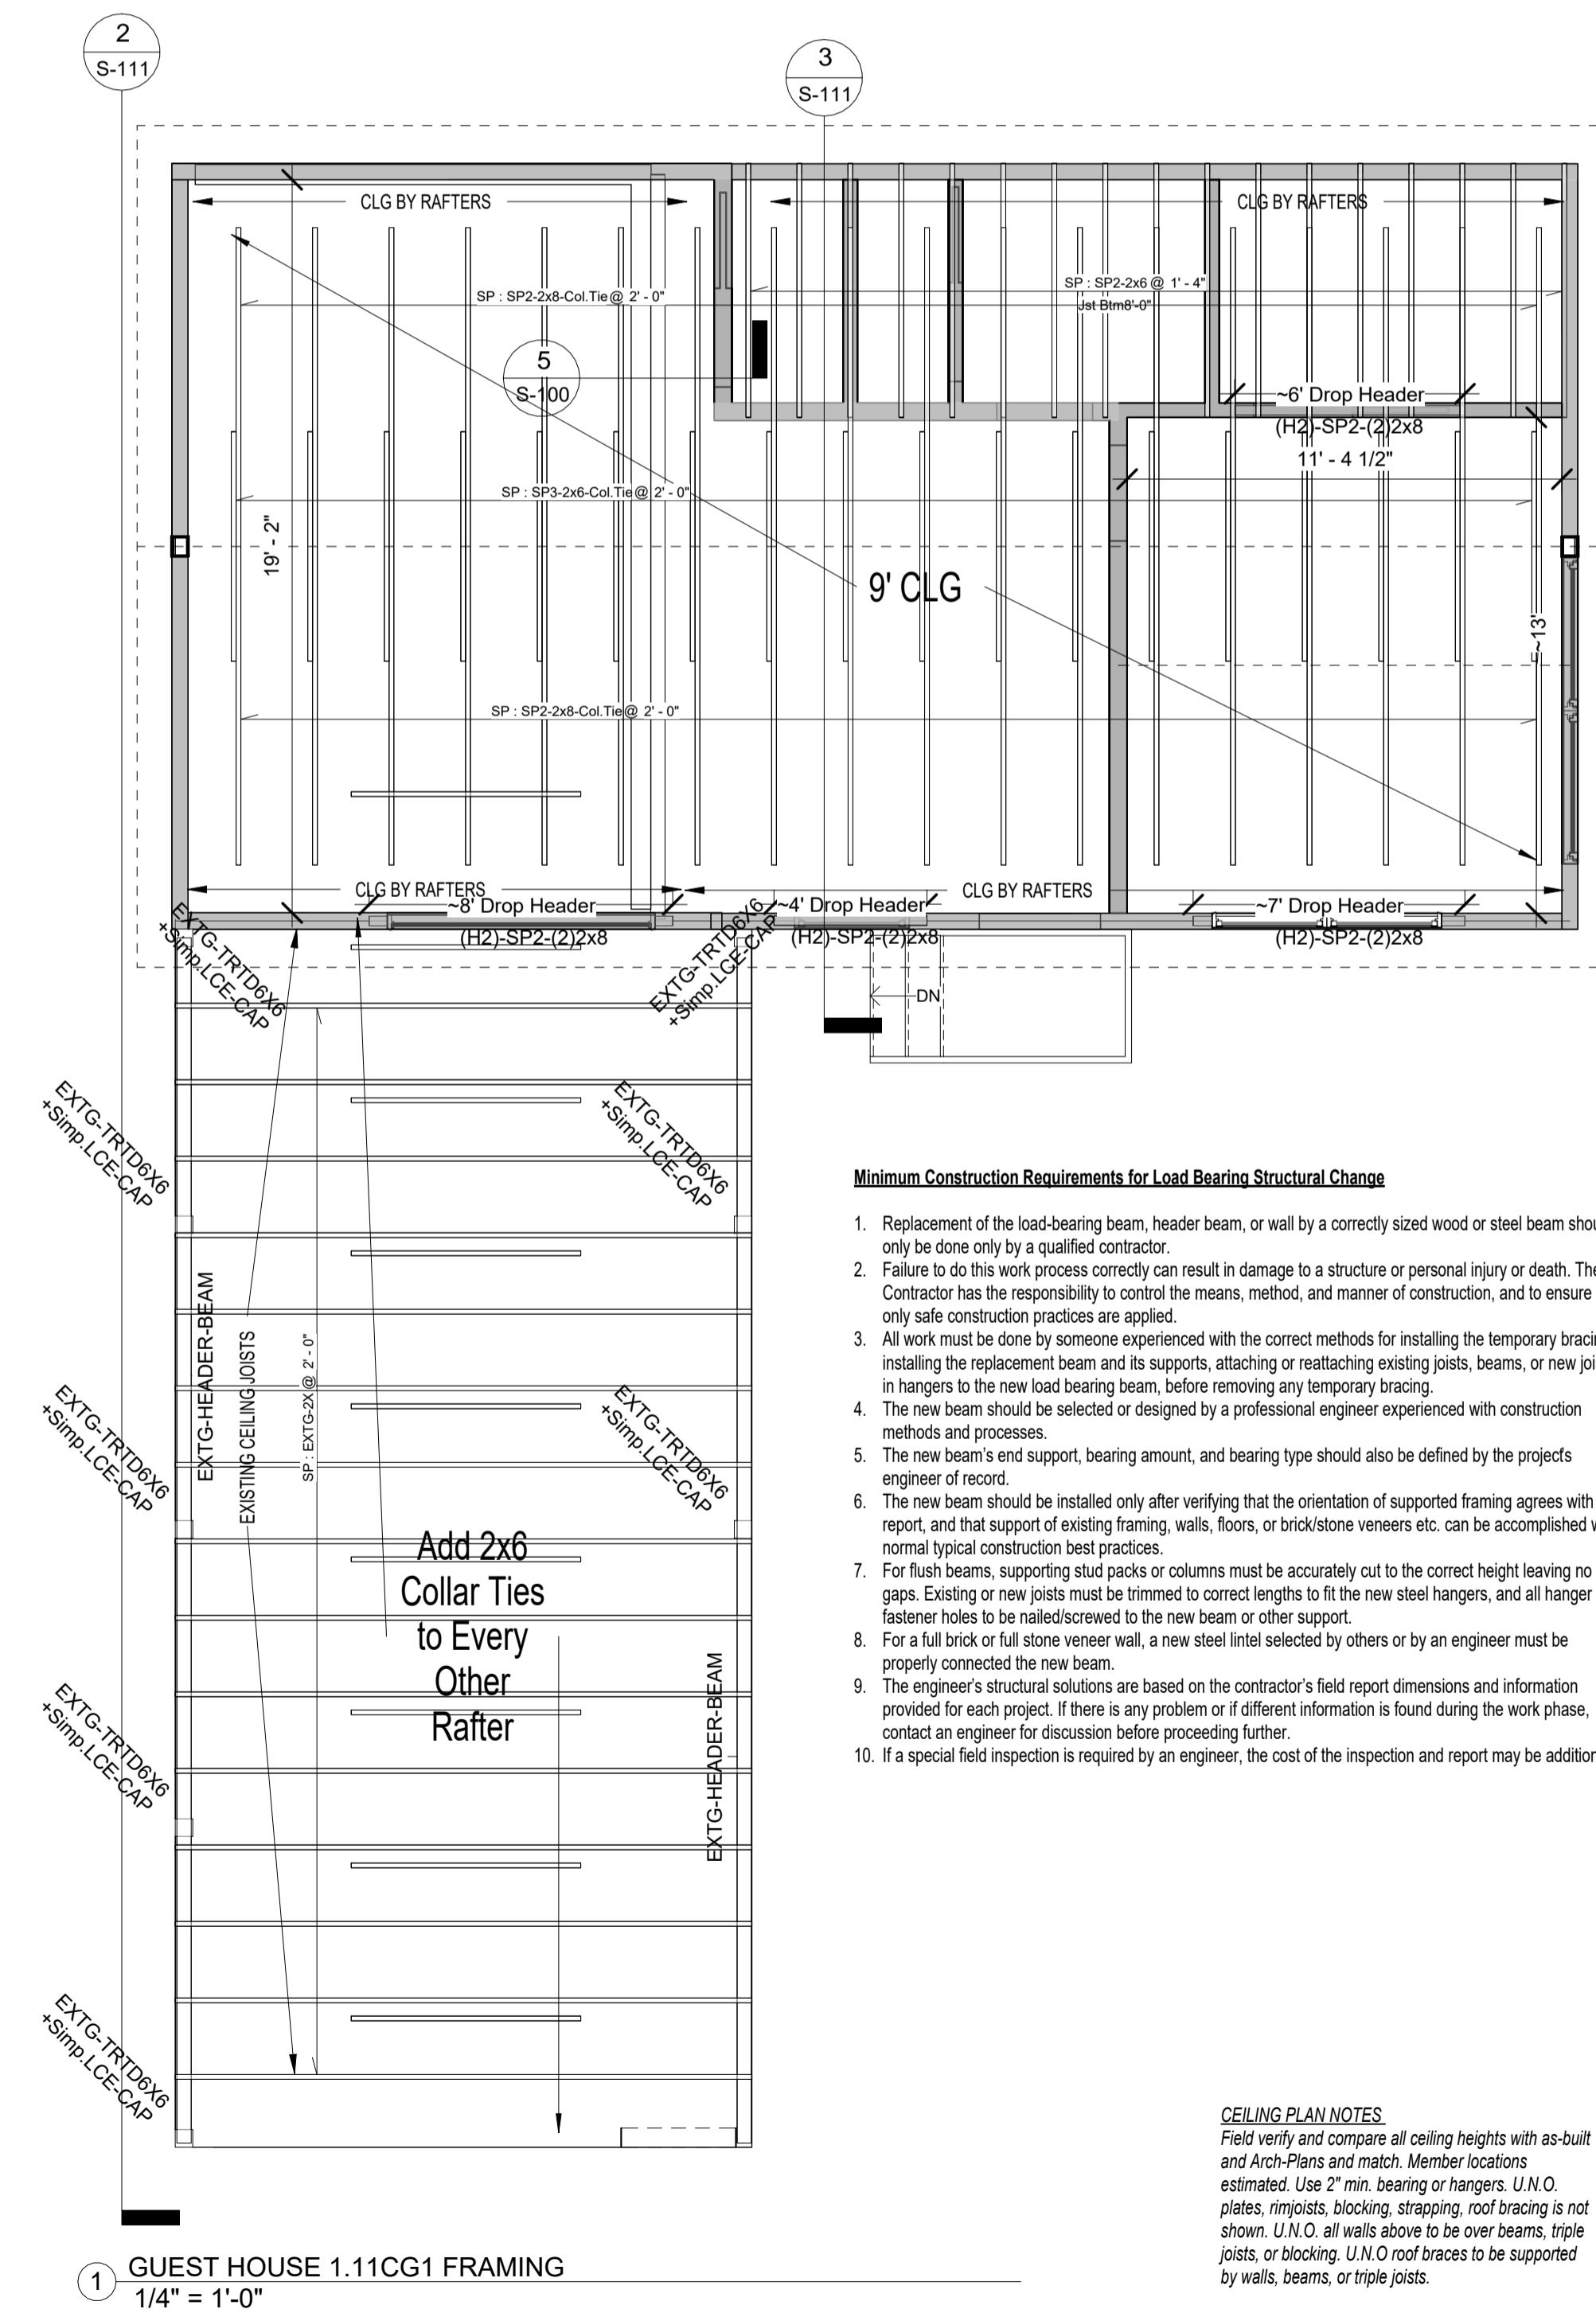 2
S-111
3
S-111
CLG BY RAFTERS
CLG BY RAFTERS
SP : SP2-2x8-Col.Tie@ 2' - 0"
SP : SP2-2x6 @ 1' - 4"
Jst Btm8'-0"
5
S-100
~6' Drop Header
(H2)-SP2-(2)2x8
11' - 4 1/2"
SP : SP3-2x6-Col.Tie@ 2' - 0"
19' - 2"
9' CLG
~13'
SP : SP2-2x8-Col.Tie@ 2' - 0"
CLG BY RAFTERS
CLG BY RAFTERS
~8' Drop Header
(H2)-SP2-(2)2x8
~4' Drop Header
(H2)-SP2-(2)2x8
~7' Drop Header
(H2)-SP2-(2)2x8
EXTG-TRTD6X6
+Simp.LCE-CAP
EXTG-TRTD6X6
+Simp.LCE-CAP
DN
EXTG-TRTD6X6
+Simp.LCE-CAP
EXTG-TRTD6X6
+Simp.LCE-CAP
EXTG-HEADER-BEAM
EXISTING CEILING JOISTS
SP : EXTG-2X @ 2' - 0"
EXTG-TRTD6X6
+Simp.LCE-CAP
EXTG-TRTD6X6
+Simp.LCE-CAP
Add 2x6
Collar Ties
to Every
Other
Rafter
EXTG-HEADER-BEAM
EXTG-TRTD6X6
+Simp.LCE-CAP
EXTG-TRTD6X6
+Simp.LCE-CAP
Minimum Construction Requirements for Load Bearing Structural Change
1. Replacement of the load-bearing beam, header beam, or wall by a correctly sized wood or steel beam shou
only be done only by a qualified contractor.
2. Failure to do this work process correctly can result in damage to a structure or personal injury or death. The
Contractor has the responsibility to control the means, method, and manner of construction, and to ensure
only safe construction practices are applied.
3. All work must be done by someone experienced with the correct methods for installing the temporary bracin
installing the replacement beam and its supports, attaching or reattaching existing joists, beams, or new joi
in hangers to the new load bearing beam, before removing any temporary bracing.
4. The new beam should be selected or designed by a professional engineer experienced with construction
methods and processes.
5. The new beam's end support, bearing amount, and bearing type should also be defined by the project's
engineer of record.
6. The new beam should be installed only after verifying that the orientation of supported framing agrees with
report, and that support of existing framing, walls, floors, or brick/stone veneers etc. can be accomplished w
normal typical construction best practices.
7. For flush beams, supporting stud packs or columns must be accurately cut to the correct height leaving no
gaps. Existing or new joists must be trimmed to correct lengths to fit the new steel hangers, and all hanger
fastener holes to be nailed/screwed to the new beam or other support.
8. For a full brick or full stone veneer wall, a new steel lintel selected by others or by an engineer must be
properly connected the new beam.
9. The engineer's structural solutions are based on the contractor's field report dimensions and information
provided for each project. If there is any problem or if different information is found during the work phase,
contact an engineer for discussion before proceeding further.
10. If a special field inspection is required by an engineer, the cost of the inspection and report may be addition
CEILING PLAN NOTES
Field verify and compare all ceiling heights with as-built
and Arch-Plans and match. Member locations
estimated. Use 2" min. bearing or hangers. U.N.O.
plates, rimjoists, blocking, strapping, roof bracing is not
shown. U.N.O. all walls above to be over beams, triple
joists, or blocking. U.N.O roof braces to be supported
by walls, beams, or triple joists.
1
GUEST HOUSE 1.11CG1 FRAMING
1/4" = 1'-0"